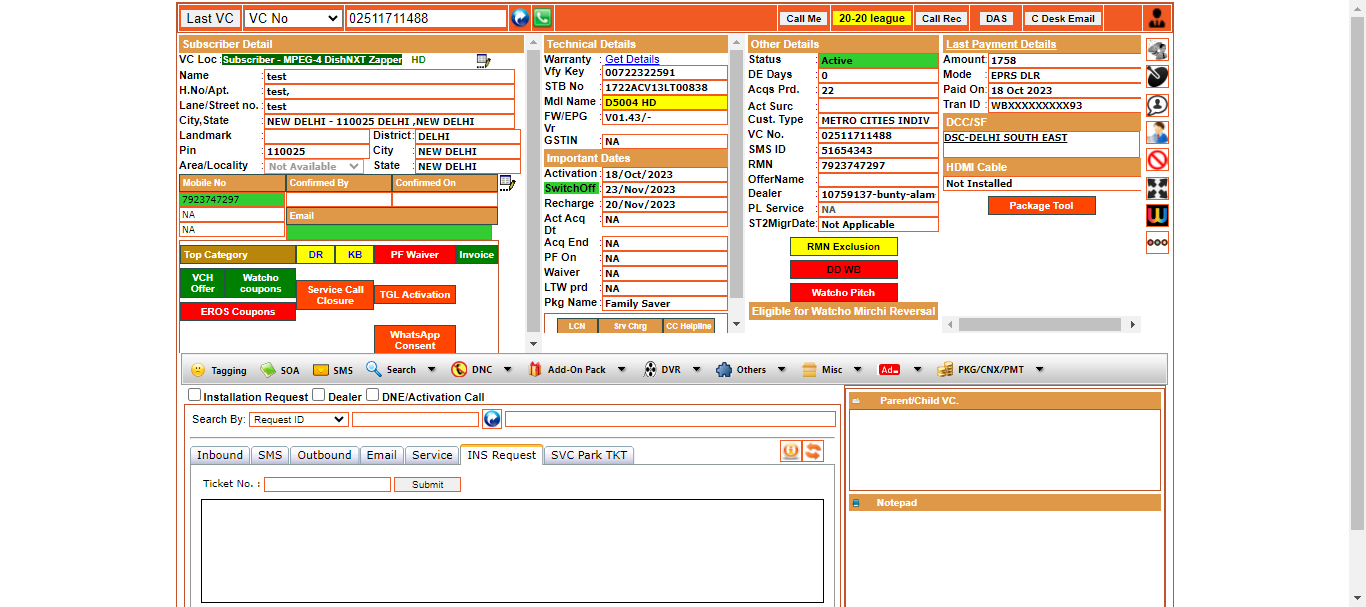 Last VC VC No 02511711488 Call Me 20-20 league Call Rec DAS C Desk Email
Subscriber Detail
VC Loc : Subscriber - MPEG-4 DishNXT Zapper HD
Name : test
H.No/Apt. : test,
Lane/Street no. : test
City,State : NEW DELHI - 110025 DELHI ,NEW DELHI
Landmark : District : DELHI
Pin : 110025 City : NEW DELHI
Area/Locality : Not Available State : NEW DELHI
Mobile No Confirmed By Confirmed On
7923747297
NA Email
NA
Top Category DR KB PF Waiver Invoice
VCH Offer Watcho coupons Service Call Closure TGL Activation
EROS Coupons
WhatsApp Consent
Technical Details
Warranty : Get Details
Vfy Key : 00722322591
STB No : 1722ACV13LT00838
Mdl Name : D5004 HD
FW/EPG Vr : V01.43/-
GSTIN : NA
Important Dates
Activation : 18/Oct/2023
SwitchOff : 23/Nov/2023
Recharge : 20/Nov/2023
Act Acq Dt : NA
Acq End : NA
PF On : NA
Waiver : NA
LTW prd : NA
Pkg Name : Family Saver
LCN Srv Chrg CC Helpline
Other Details
Status : Active
DE Days : 0
Acqs Prd. : 22
Act Surc :
Cust. Type : METRO CITIES INDIV
VC No. : 02511711488
SMS ID : 51654343
RMN : 7923747297
OfferName :
Dealer : 10759137-bunty-alam
PL Service : NA
ST2MigrDate: Not Applicable
RMN Exclusion
DD WB
Watcho Pitch
Eligible for Watcho Mirchi Reversal
Last Payment Details
Amount: 1758
Mode : EPRS DLR
Paid On: 18 Oct 2023
Tran ID : WBXXXXXXXXX93
DCC/SF
DSC-DELHI SOUTH EAST
HDMI Cable
Not Installed
Package Tool
W
Tagging SOA SMS Search DNC Add-On Pack DVR Others Misc Ad PKG/CNX/PMT
Installation Request Dealer DNE/Activation Call
Search By: Request ID
Inbound SMS Outbound Email Service INS Request SVC Park TKT
Ticket No. : Submit
Parent/Child VC.
Notepad